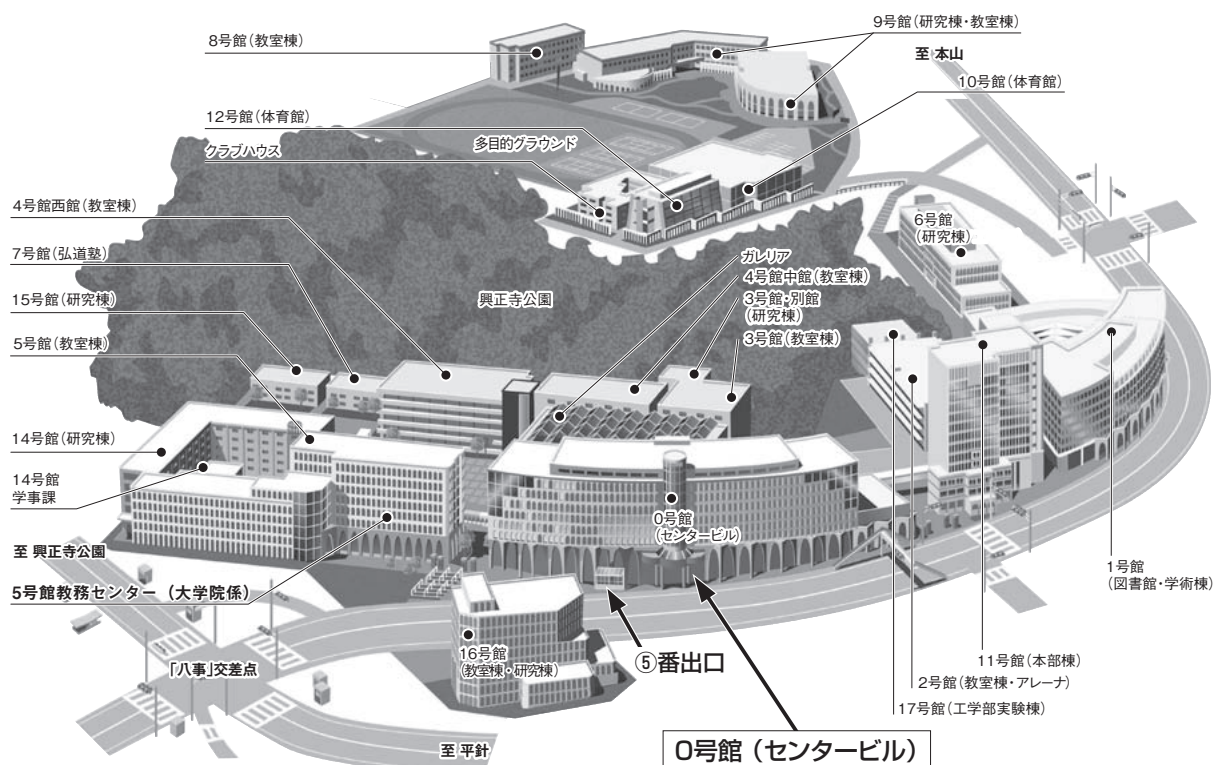 8号館(教室棟)
9号館(研究棟・教室棟)
至 本山
10号館(体育館)
12号館(体育館)
多目的グラウンド
クラブハウス
4号館西館(教室棟)
7号館(弘道塾)
15号館(研究棟)
5号館(教室棟)
14号館(研究棟)
14号館
学事課
至 興正寺公園
5号館教務センター(大学院係)
興正寺公園
ガレリア
4号館中館(教室棟)
3号館・別館
(研究棟)
3号館(教室棟)
6号館
(研究棟)
0号館
(センタービル)
1号館
(図書館・学術棟)
11号館(本部棟)
2号館(教室棟・アレーナ)
17号館(工学部実験棟)
16号館
(教室棟・研究棟)
⑤番出口
「八事」交差点
至 平針
0号館(センタービル)